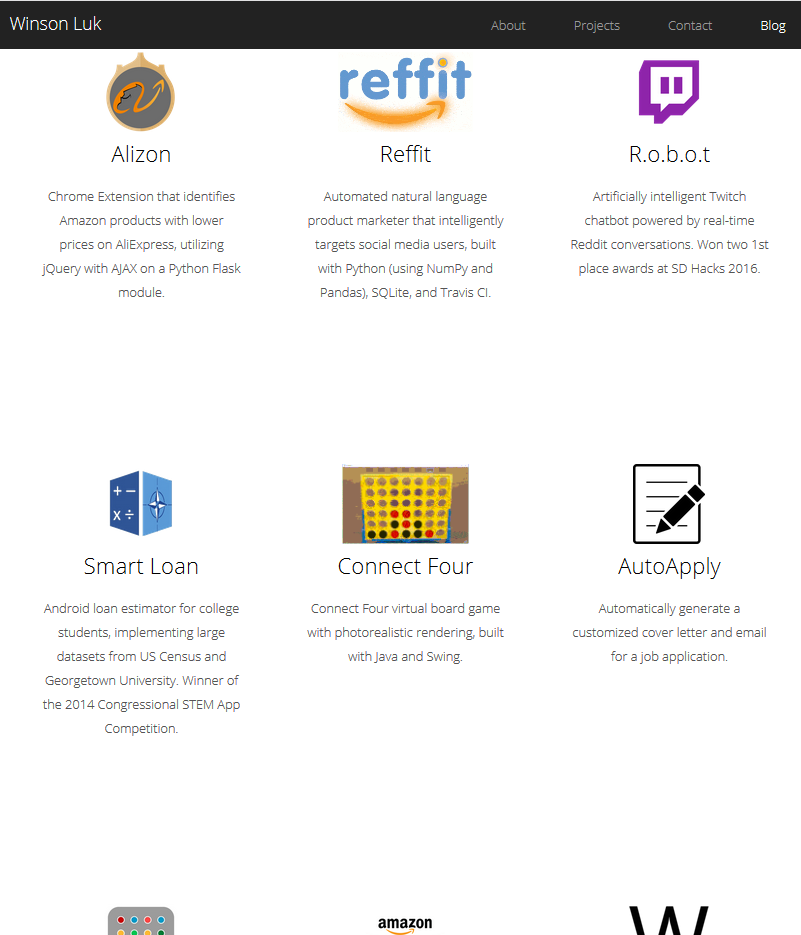 Winson Luk
About
Projects
Contact
Blog
reffit
Alizon
Reffit
R.o.b.o.t
Chrome Extension that identifies
Amazon products with lower
prices on AliExpress, utilizing
jQuery with AJAX on a Python Flask
module.
Automated natural language
product marketer that intelligently
targets social media users, built
with Python (using NumPy and
Pandas), SQLite, and Travis CI.
Artificially intelligent Twitch
chatbot powered by real-time
Reddit conversations. Won two 1st
place awards at SD Hacks 2016.
+ −
x ÷
Smart Loan
Connect Four
AutoApply
Android loan estimator for college
students, implementing large
datasets from US Census and
Georgetown University. Winner of
the 2014 Congressional STEM App
Competition.
Connect Four virtual board game
with photorealistic rendering, built
with Java and Swing.
Automatically generate a
customized cover letter and email
for a job application.
amazon
W